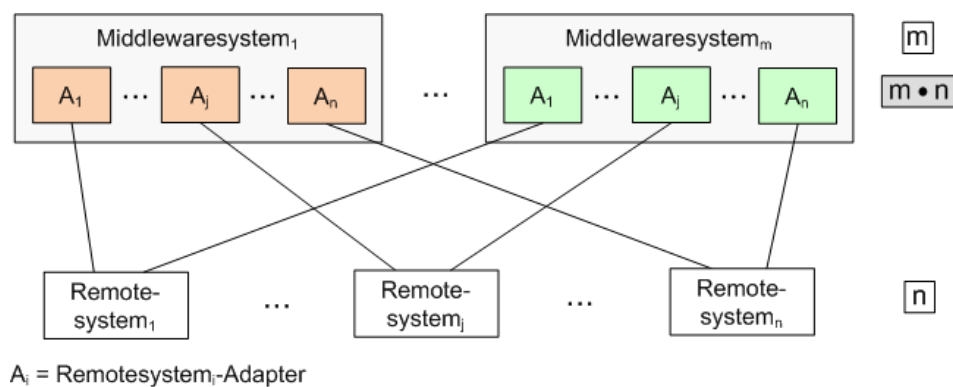 Middlewaresystem₁ Middlewaresystemₘ m
A₁ ... Aⱼ ... Aₙ ... A₁ ... Aⱼ ... Aₙ m • n
Remote- ... Remote- ... Remote- n
system₁ systemⱼ systemₙ
Aᵢ = Remotesystemᵢ-Adapter